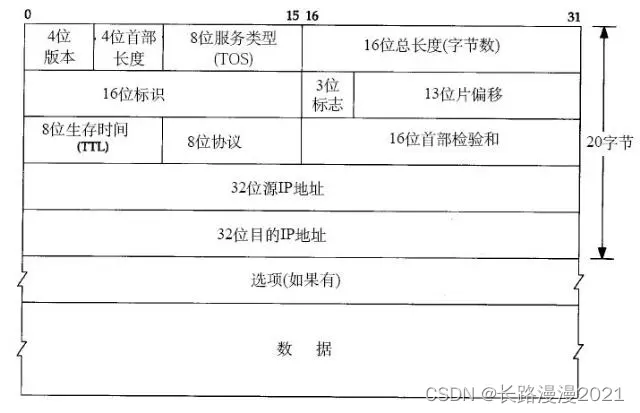 0 15 16 31
4位版本 4位首部长度 8位服务类型(TOS) 16位总长度(字节数)
16位标识 3位标志 13位片偏移
8位生存时间(TTL) 8位协议 16位首部检验和
20字节
32位源IP地址
32位目的IP地址
选项(如果有)
数 据
CSDN @长路漫漫2021